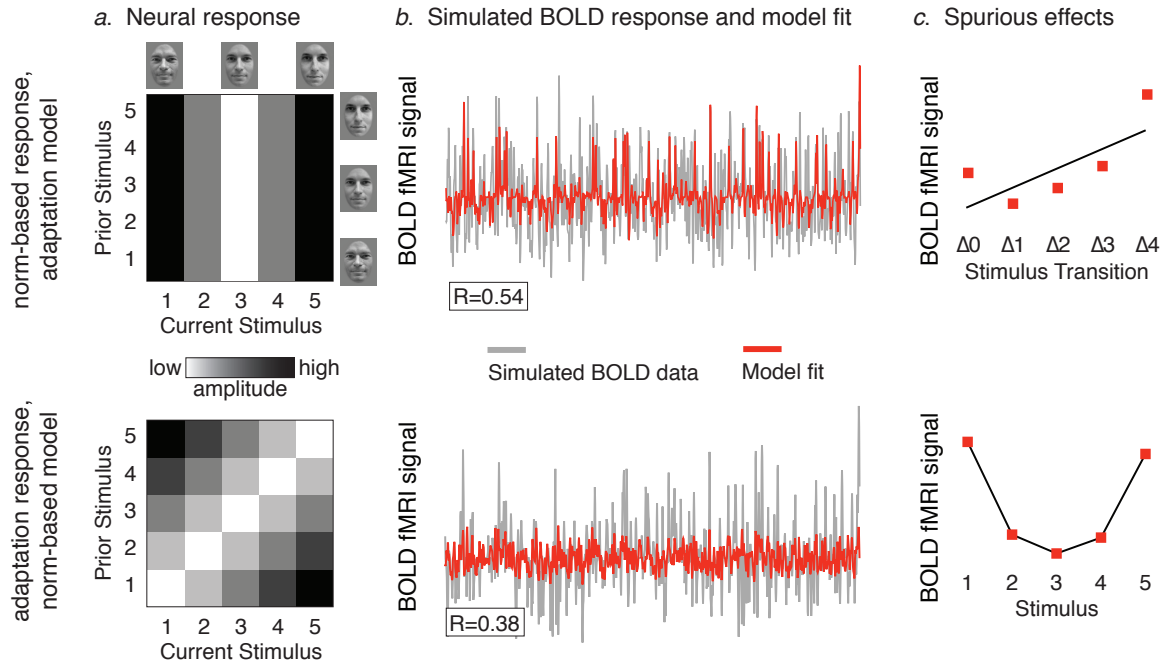 a. Neural response
b. Simulated BOLD response and model fit
c. Spurious effects
norm-based response,
adaptation model
Prior Stimulus
5
4
3
2
1
1 2 3 4 5
Current Stimulus
low
high
amplitude
BOLD fMRI signal
R=0.54
Simulated BOLD data
Model fit
BOLD fMRI signal
Δ0 Δ1 Δ2 Δ3 Δ4
Stimulus Transition
adaptation response,
norm-based model
Prior Stimulus
5
4
3
2
1
1 2 3 4 5
Current Stimulus
BOLD fMRI signal
R=0.38
BOLD fMRI signal
1 2 3 4 5
Stimulus